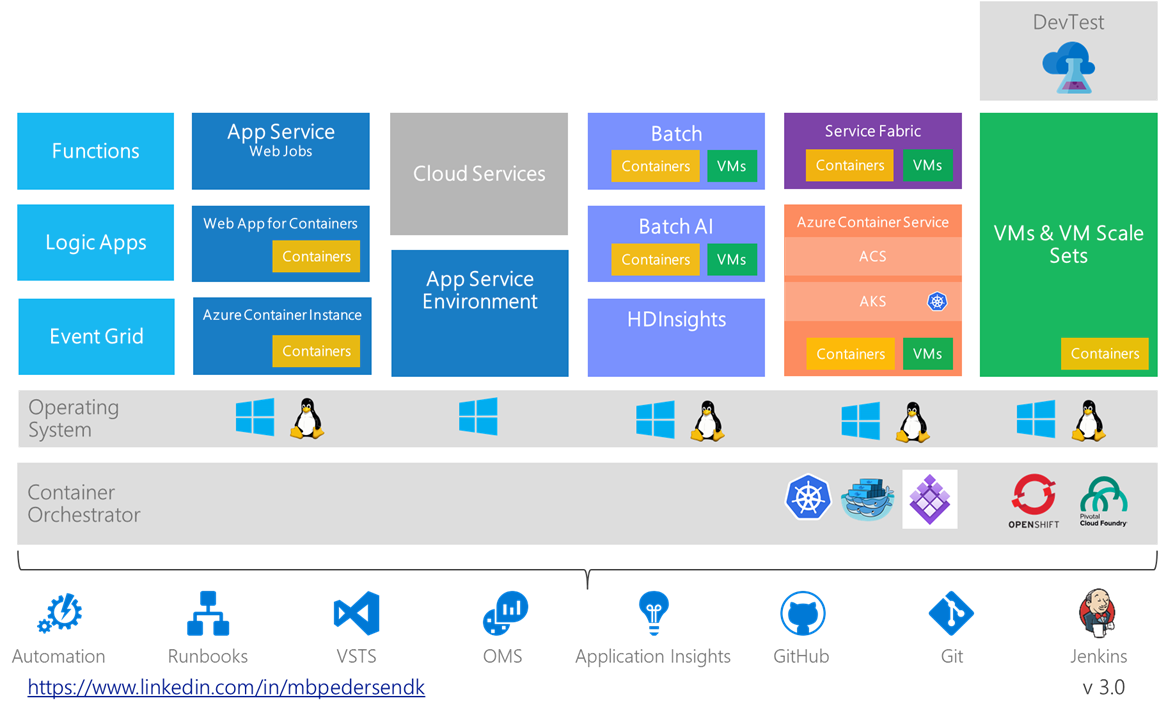 DevTest
Functions
App Service
Web Jobs
Cloud Services
Batch
Containers
VMs
Service Fabric
Containers
VMs
Logic Apps
Web App for Containers
Containers
Batch AI
Containers
VMs
Azure Container Service
ACS
AKS
Containers
VMs
VMs & VM Scale
Sets
Containers
Event Grid
Azure Container Instance
Containers
App Service
Environment
HDInsights
Operating
System
Container
Orchestrator
OPENSHIFT
Pivotal
Cloud Foundry
Automation
Runbooks
VSTS
OMS
Application Insights
GitHub
Git
Jenkins
https://www.linkedin.com/in/mbpedersendk
v 3.0